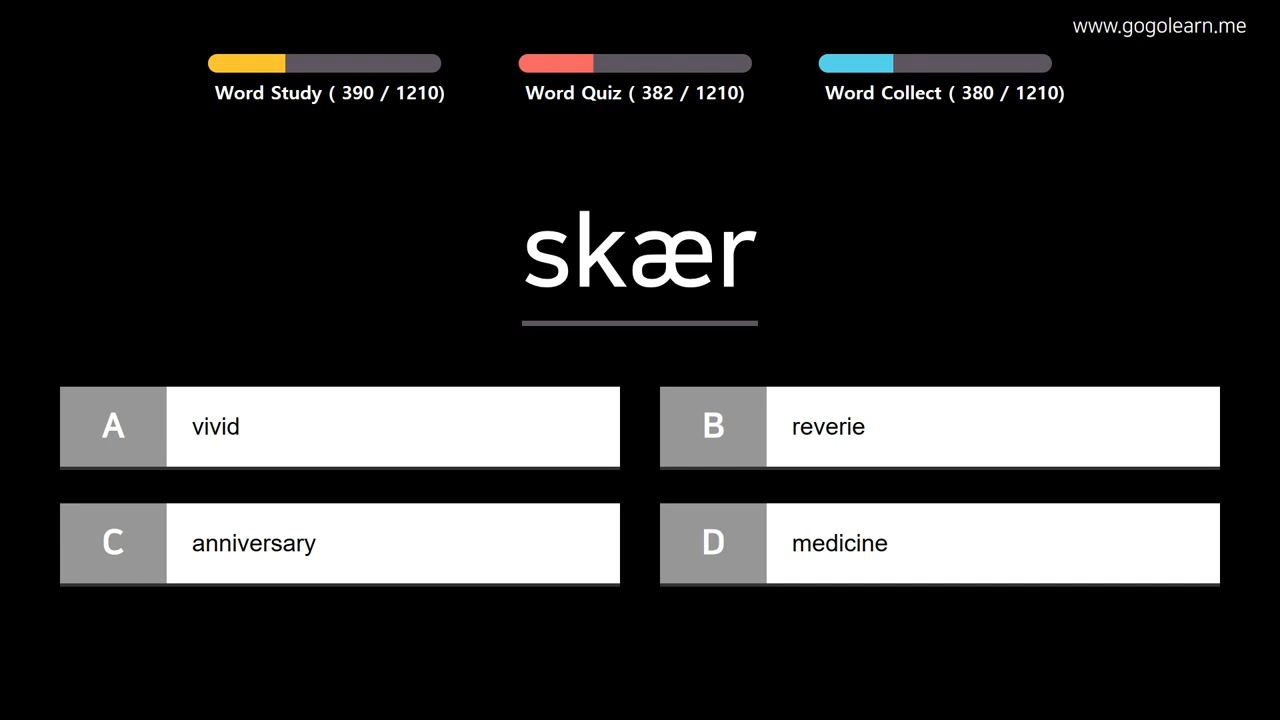 www.gogolearn.me
Word Study ( 390 / 1210)
Word Quiz ( 382 / 1210)
Word Collect ( 380 / 1210)
skær
A vivid
B reverie
C anniversary
D medicine